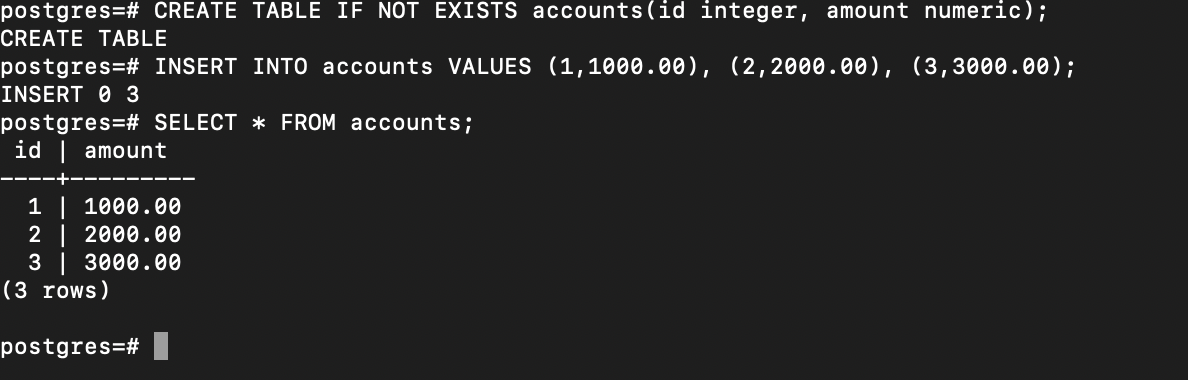 postgres=# CREATE TABLE IF NOT EXISTS accounts(id integer, amount numeric);
CREATE TABLE
postgres=# INSERT INTO accounts VALUES (1,1000.00), (2,2000.00), (3,3000.00);
INSERT 0 3
postgres=# SELECT * FROM accounts;
 id | amount
----+---------
  1 | 1000.00
  2 | 2000.00
  3 | 3000.00
(3 rows)
postgres=#